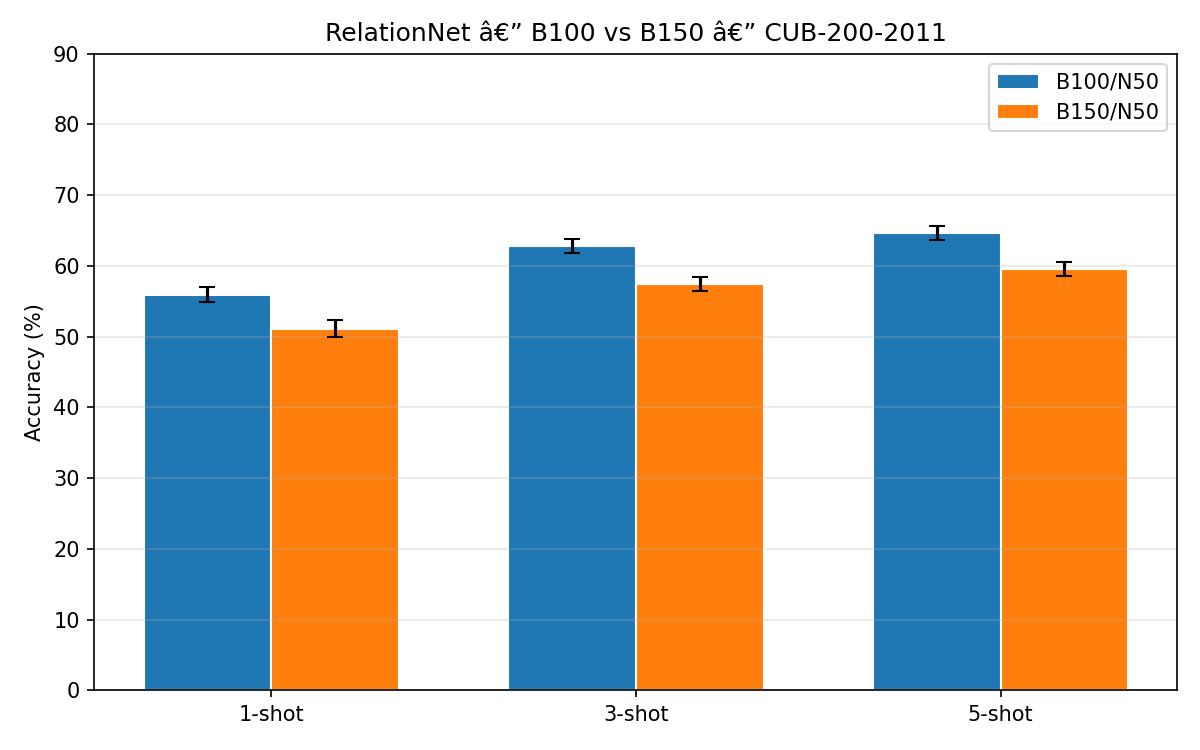 RelationNet â€” B100 vs B150 â€” CUB-200-2011
B100/N50
B150/N50
Accuracy (%)
90
80
70
60
50
40
30
20
10
0
1-shot
3-shot
5-shot